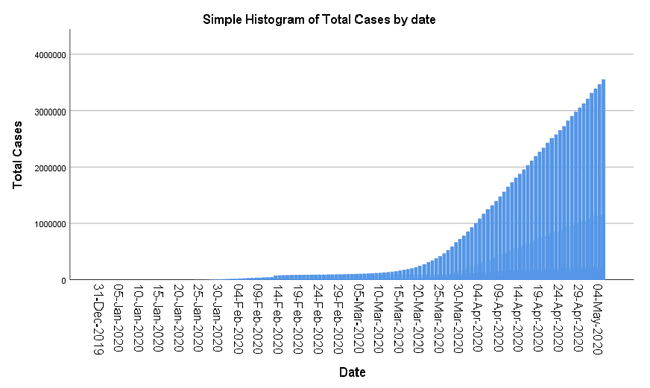 Simple Histogram of Total Cases by date
Total Cases
4000000
3000000
2000000
1000000
0
31-Dec-2019
05-Jan-2020
10-Jan-2020
15-Jan-2020
20-Jan-2020
25-Jan-2020
30-Jan-2020
04-Feb-2020
09-Feb-2020
14-Feb-2020
19-Feb-2020
24-Feb-2020
29-Feb-2020
05-Mar-2020
10-Mar-2020
15-Mar-2020
20-Mar-2020
25-Mar-2020
30-Mar-2020
04-Apr-2020
09-Apr-2020
14-Apr-2020
19-Apr-2020
24-Apr-2020
29-Apr-2020
04-May-2020
Date